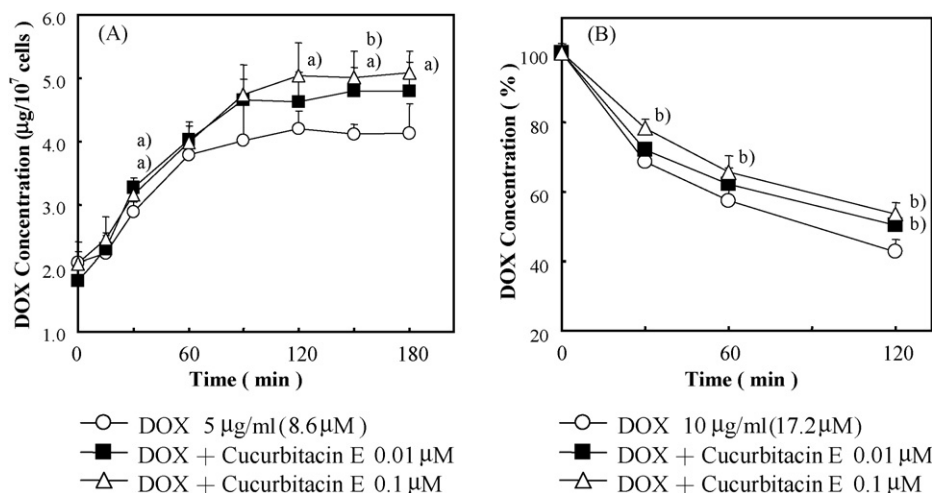 (A)
DOX Concentration (µg/10⁷ cells)
6.0
5.0
4.0
3.0
2.0
1.0
a)
a)
a)
b)
a)
a)
0
60
120
180
Time ( min )
DOX 5 µg/ml (8.6 µM)
DOX + Cucurbitacin E 0.01 µM
DOX + Cucurbitacin E 0.1 µM
(B)
DOX Concentration ( % )
100
80
60
40
20
b)
b)
b)
b)
0
60
120
Time ( min )
DOX 10 µg/ml (17.2µM)
DOX + Cucurbitacin E 0.01 µM
DOX + Cucurbitacin E 0.1 µM